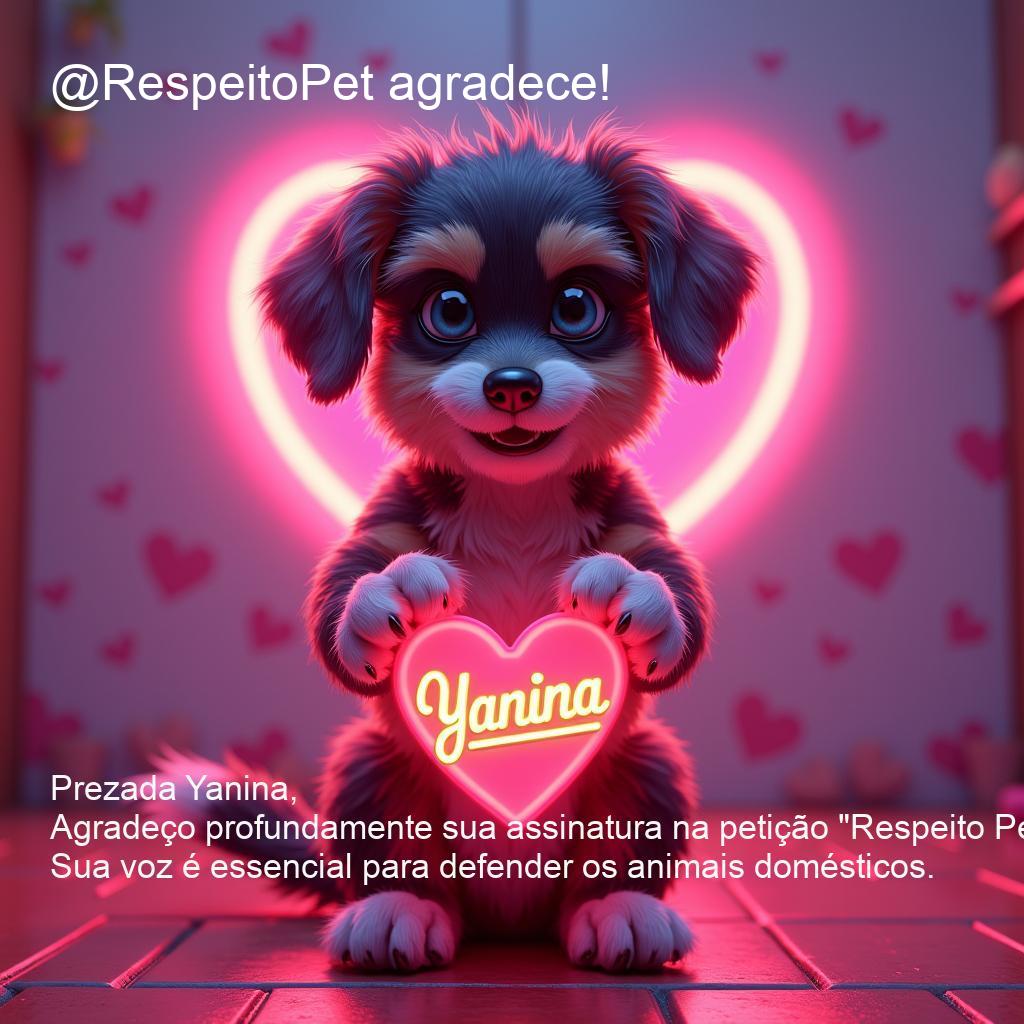 @RespeitoPet agradece!
Yanina
Prezada Yanina,
Agradeço profundamente sua assinatura na petição "Respeito Pe
Sua voz é essencial para defender os animais domésticos.